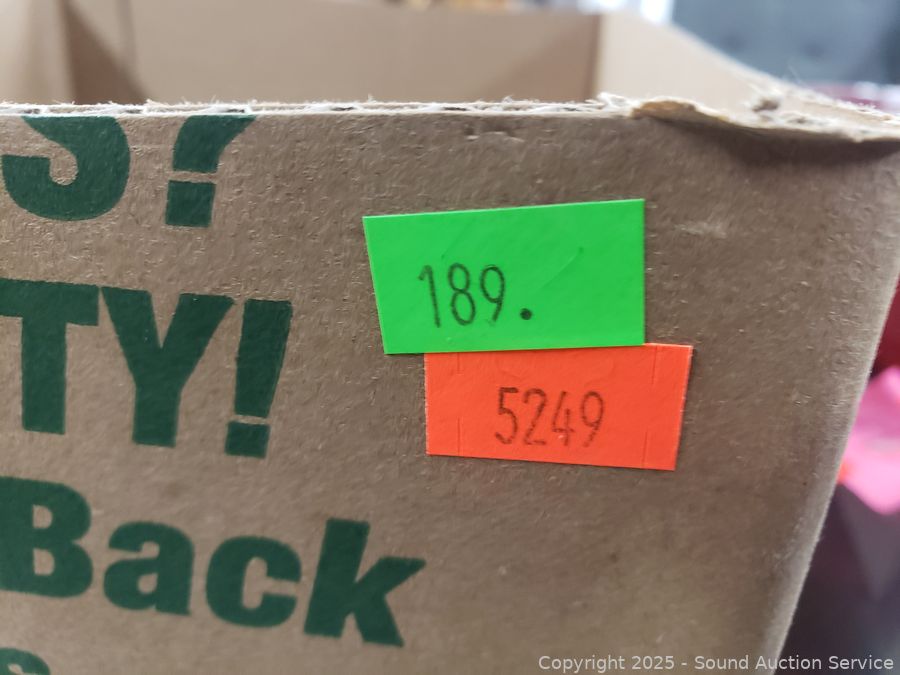 S?
TY!
189.
5249
Back
s
Copyright 2025 - Sound Auction Service